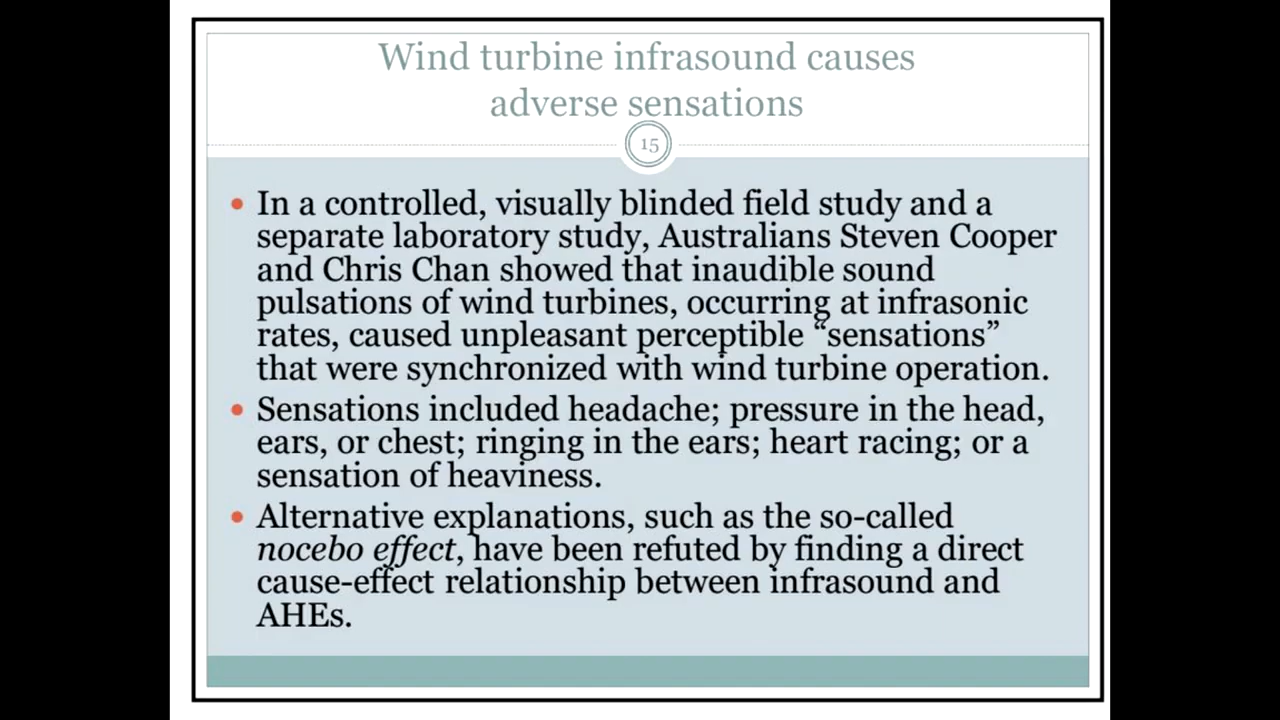 Wind turbine infrasound causes
adverse sensations
15
• In a controlled, visually blinded field study and a
separate laboratory study, Australians Steven Cooper
and Chris Chan showed that inaudible sound
pulsations of wind turbines, occurring at infrasonic
rates, caused unpleasant perceptible “sensations”
that were synchronized with wind turbine operation.
• Sensations included headache; pressure in the head,
ears, or chest; ringing in the ears; heart racing; or a
sensation of heaviness.
• Alternative explanations, such as the so-called
nocebo effect, have been refuted by finding a direct
cause-effect relationship between infrasound and
AHEs.